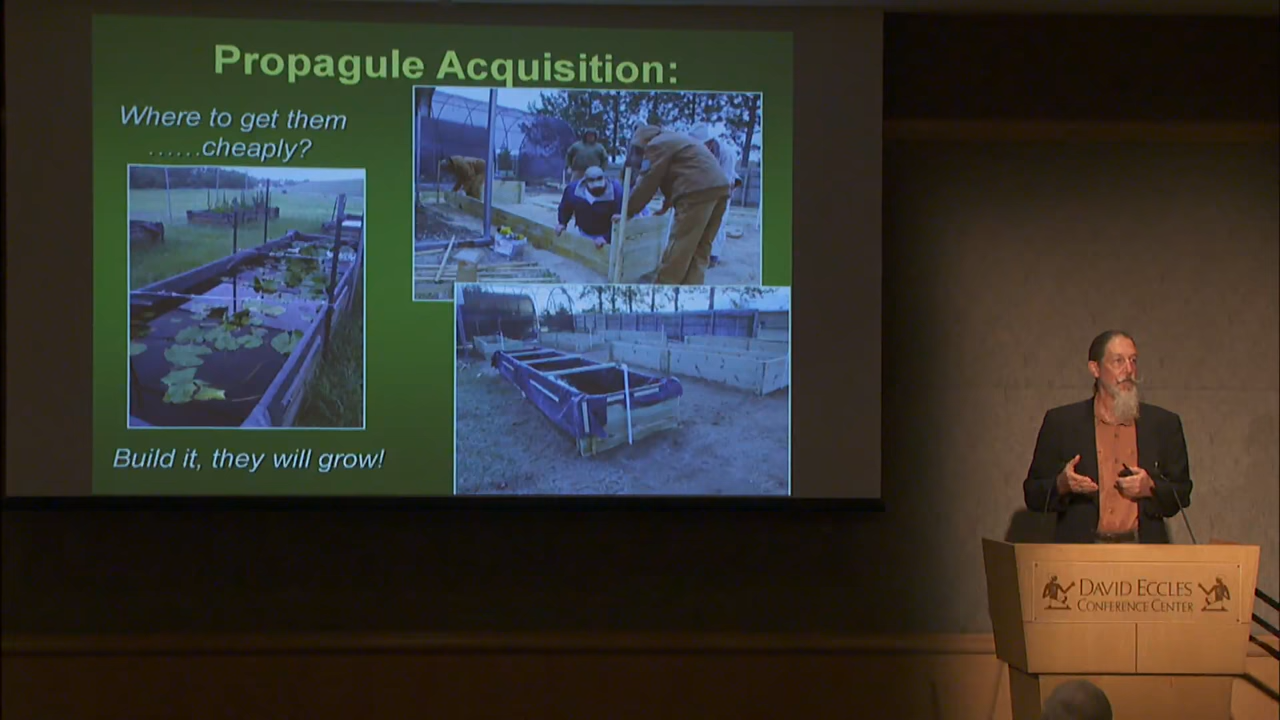 Propagule Acquisition:
Where to get them
......cheaply?
Build it, they will grow!
DAVID ECCLES
CONFERENCE CENTER